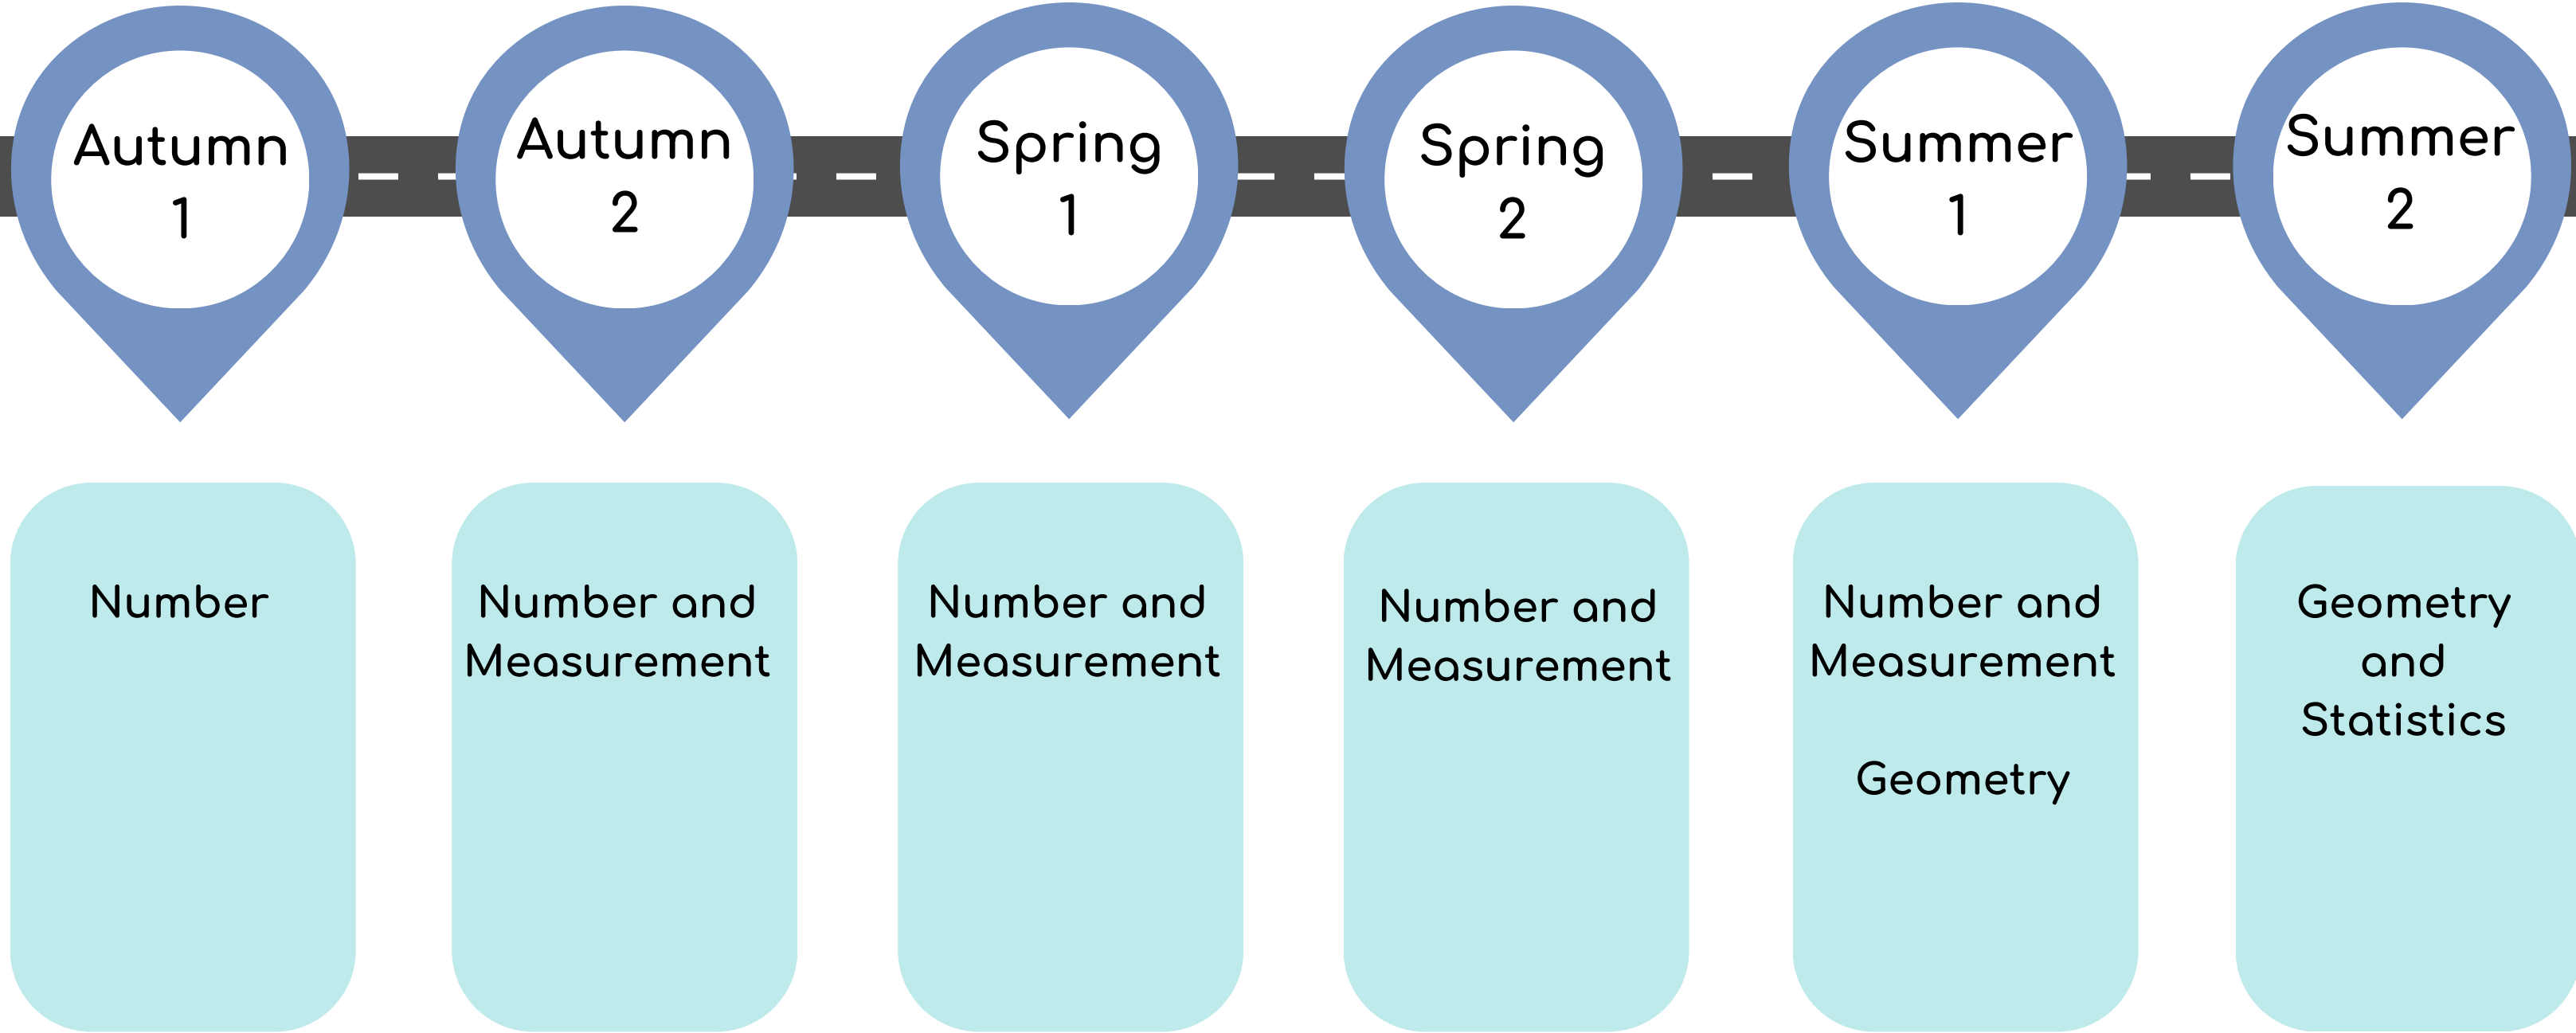 Autumn
1
Autumn
2
Spring
1
Spring
2
Summer
1
Summer
2
Number
Number and
Measurement
Number and
Measurement
Number and
Measurement
Number and
Measurement
Geometry
Geometry
and
Statistics